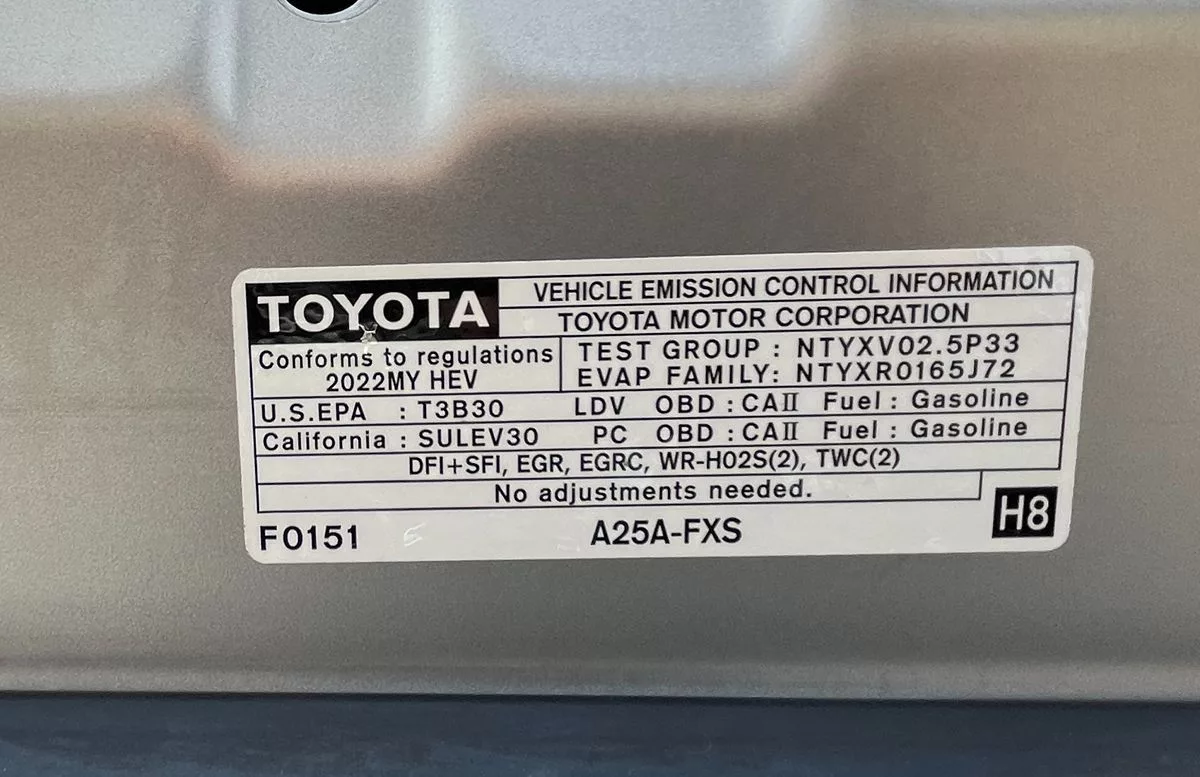 TOYOTA
VEHICLE EMISSION CONTROL INFORMATION
TOYOTA MOTOR CORPORATION
Conforms to regulations
2022MY HEV
TEST GROUP : NTYXV02.5P33
EVAP FAMILY: NTYXR0165J72
U.S.EPA : T3B30 LDV OBD : CAⅡ Fuel : Gasoline
California : SULEV30 PC OBD : CAⅡ Fuel : Gasoline
DFI+SFI, EGR, EGRC, WR-HO2S(2), TWC(2)
No adjustments needed.
F0151 A25A-FXS H8